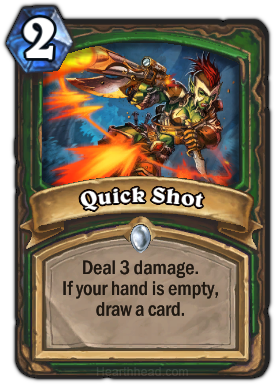 2
Quick Shot
Deal 3 damage.
If your hand is empty,
draw a card.
Hearthhead.com